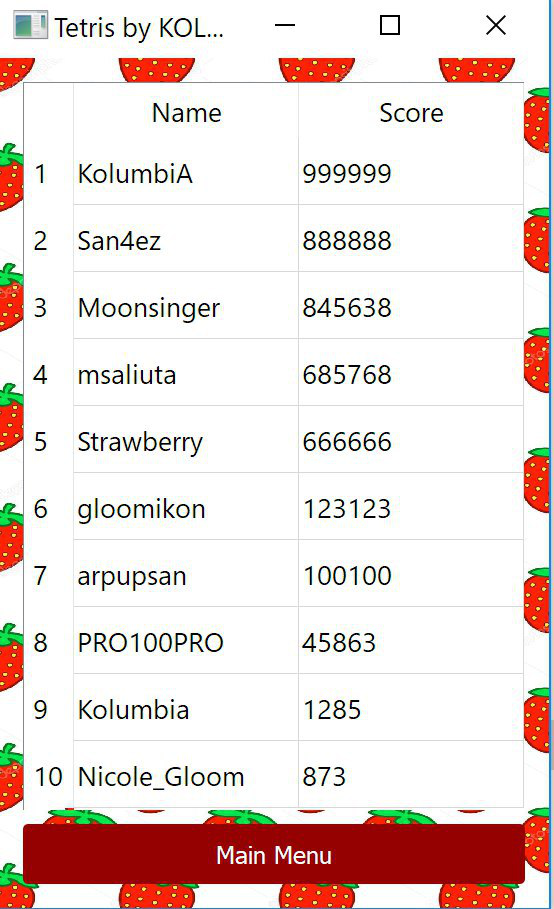 Tetris by KOL...
Name Score
1 KolumbiA 999999
2 San4ez 888888
3 Moonsinger 845638
4 msaliuta 685768
5 Strawberry 666666
6 gloomikon 123123
7 arpupsan 100100
8 PRO100PRO 45863
9 Kolumbia 1285
10 Nicole_Gloom 873
Main Menu